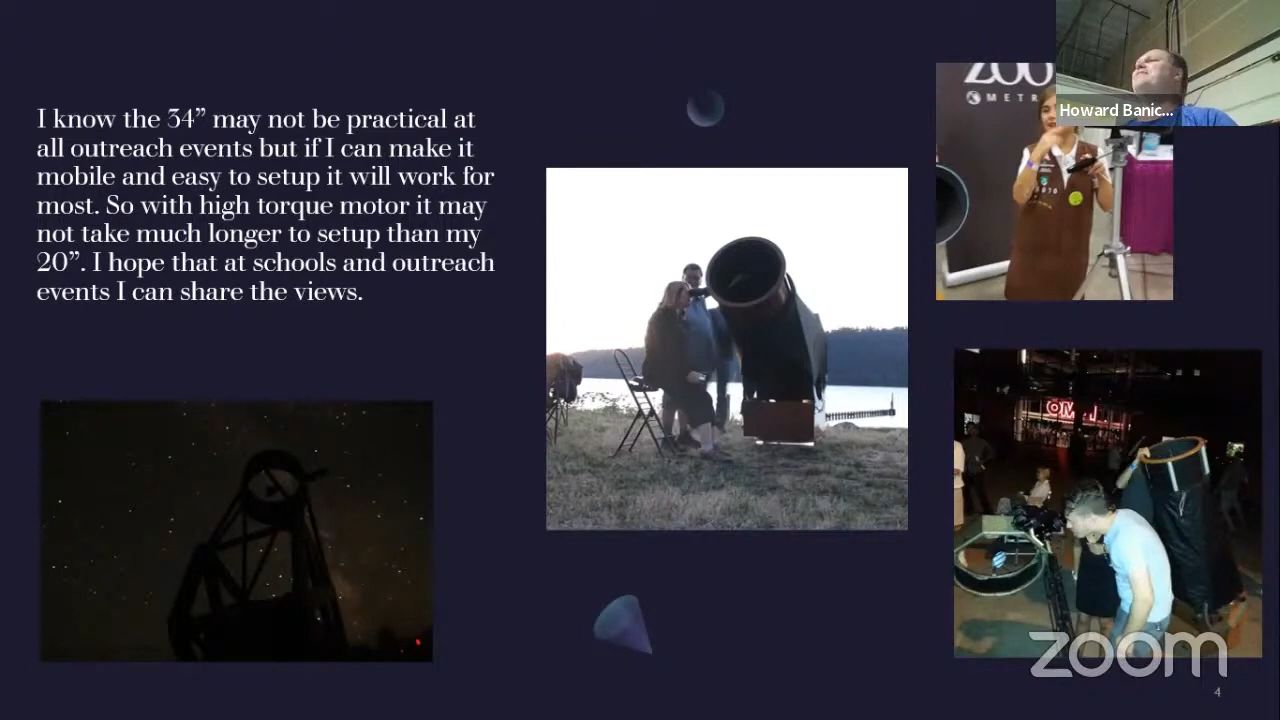 I know the 34” may not be practical at
all outreach events but if I can make it
mobile and easy to setup it will work for
most. So with high torque motor it may
not take much longer to setup than my
20”. I hope that at schools and outreach
events I can share the views.
ZOO
METR
Howard Banic...
zoom
4